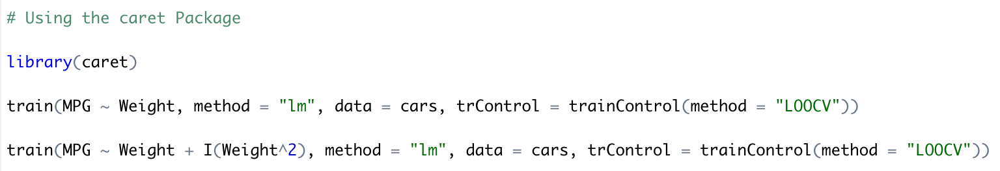 # Using the caret Package
library(caret)
train(MPG ~ Weight, method = "lm", data = cars, trControl = trainControl(method = "LOOCV"))
train(MPG ~ Weight + I(Weight^2), method = "lm", data = cars, trControl = trainControl(method = "LOOCV"))